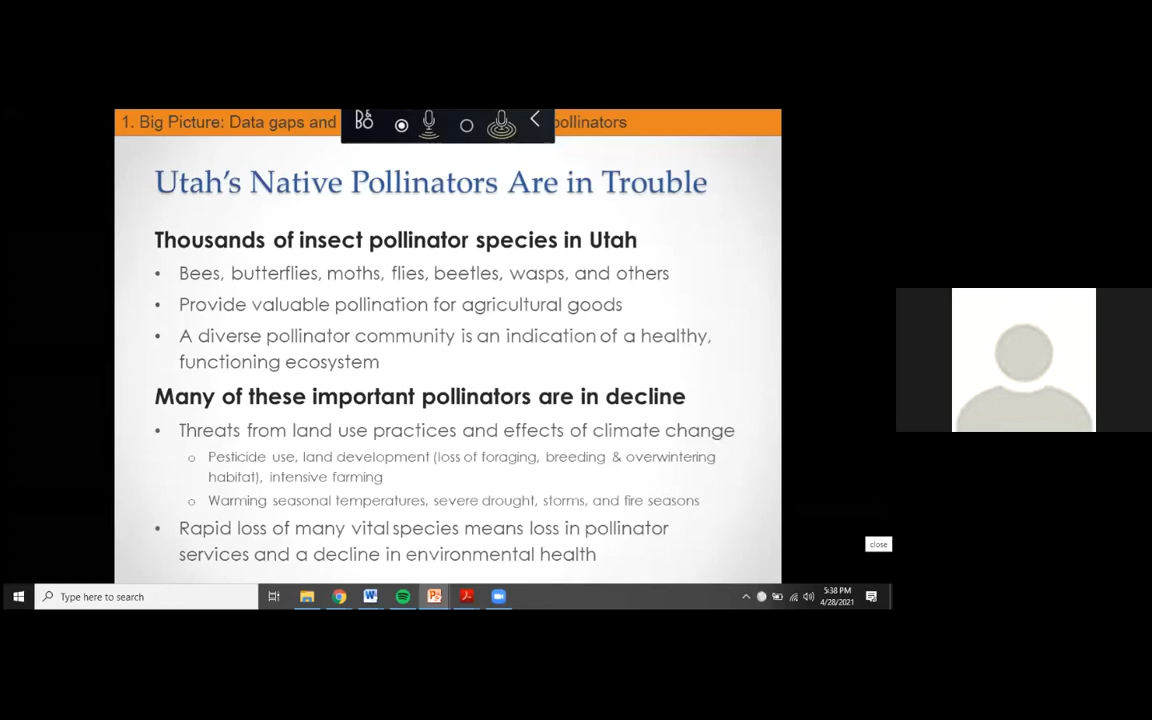 1. Big Picture: Data gaps and
pollinators
Utah's Native Pollinators Are in Trouble
Thousands of insect pollinator species in Utah
• Bees, butterflies, moths, flies, beetles, wasps, and others
• Provide valuable pollination for agricultural goods
• A diverse pollinator community is an indication of a healthy,
functioning ecosystem
Many of these important pollinators are in decline
• Threats from land use practices and effects of climate change
o Pesticide use, land development (loss of foraging, breeding & overwintering
habitat), intensive farming
o Warming seasonal temperatures, severe drought, storms, and fire seasons
• Rapid loss of many vital species means loss in pollinator
services and a decline in environmental health
close
Type here to search
5:38 PM
4/28/2021